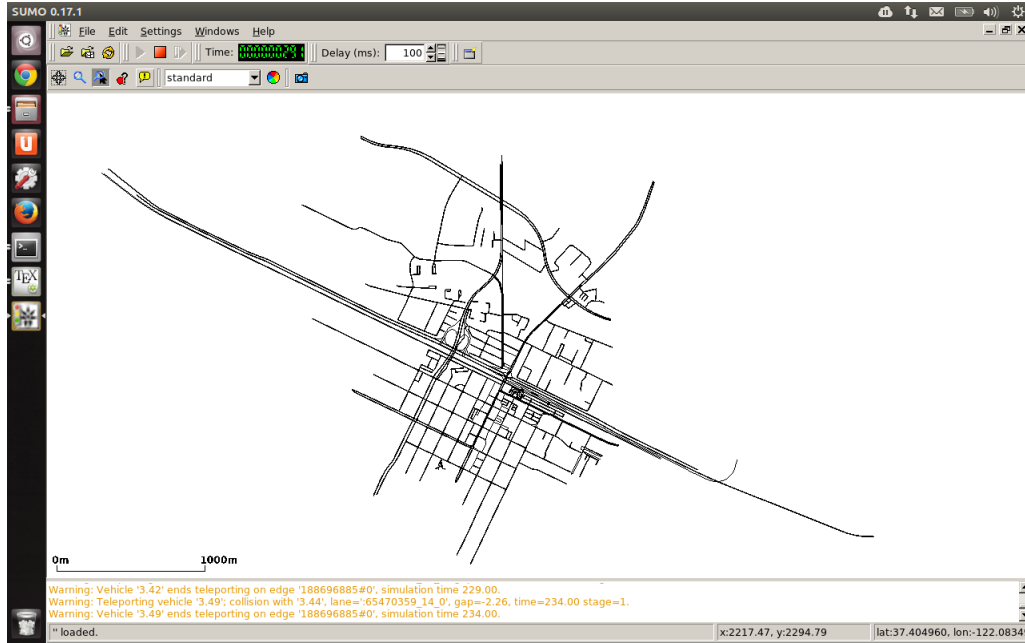 SUMO 0.17.1
File Edit Settings Windows Help
Time: 000000291 Delay (ms): 100
standard
0m 1000m
Warning: Vehicle '3.42' ends teleporting on edge '188696885#0', simulation time 229.00.
Warning: Teleporting vehicle '3.49'; collision with '3.44', lane=':65470359_14_0', gap=-2.26, time=234.00 stage=1.
Warning: Vehicle '3.49' ends teleporting on edge '188696885#0', simulation time 234.00.
'' loaded. x:2217.47, y:2294.79 lat:37.404960, lon:-122.0834